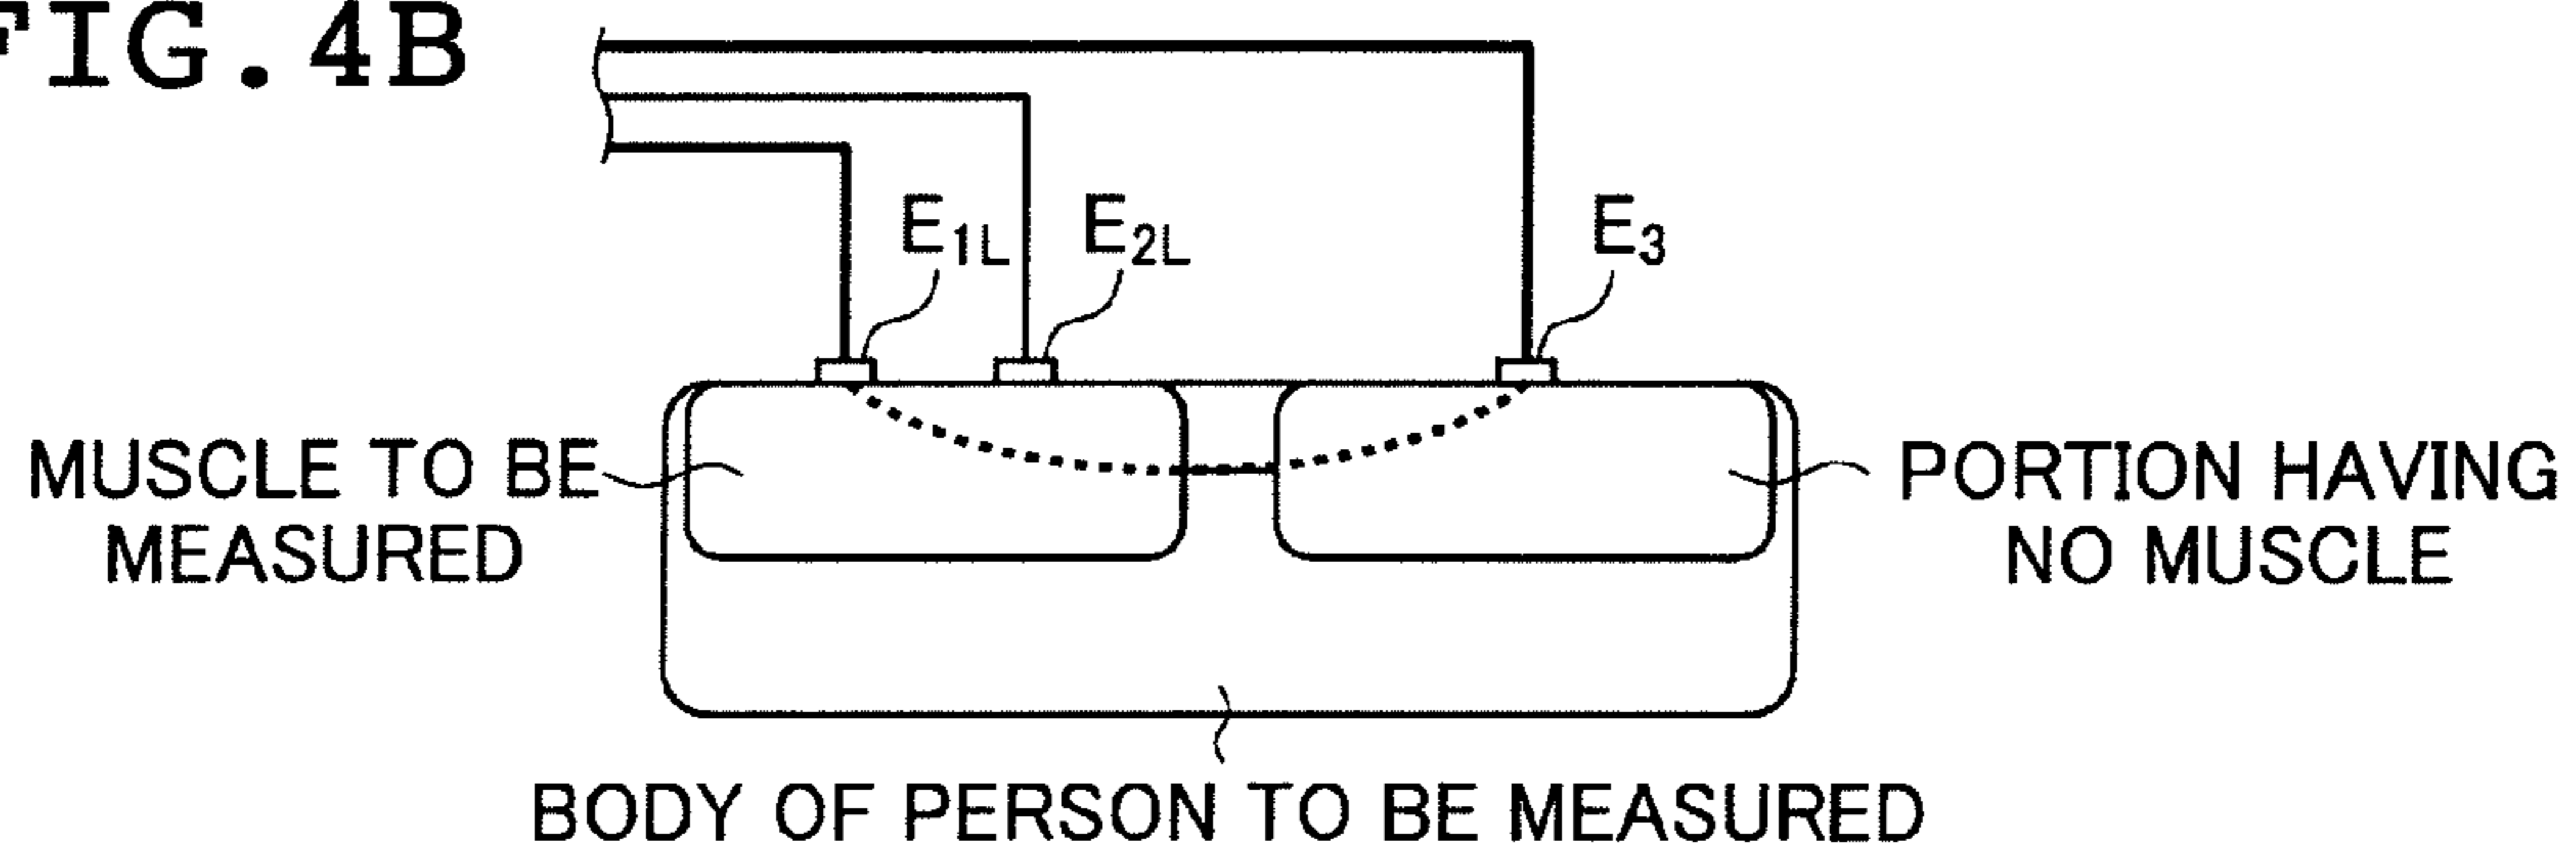 FIG.4B
E1L E2L E3
MUSCLE TO BE
MEASURED
PORTION HAVING
NO MUSCLE
BODY OF PERSON TO BE MEASURED